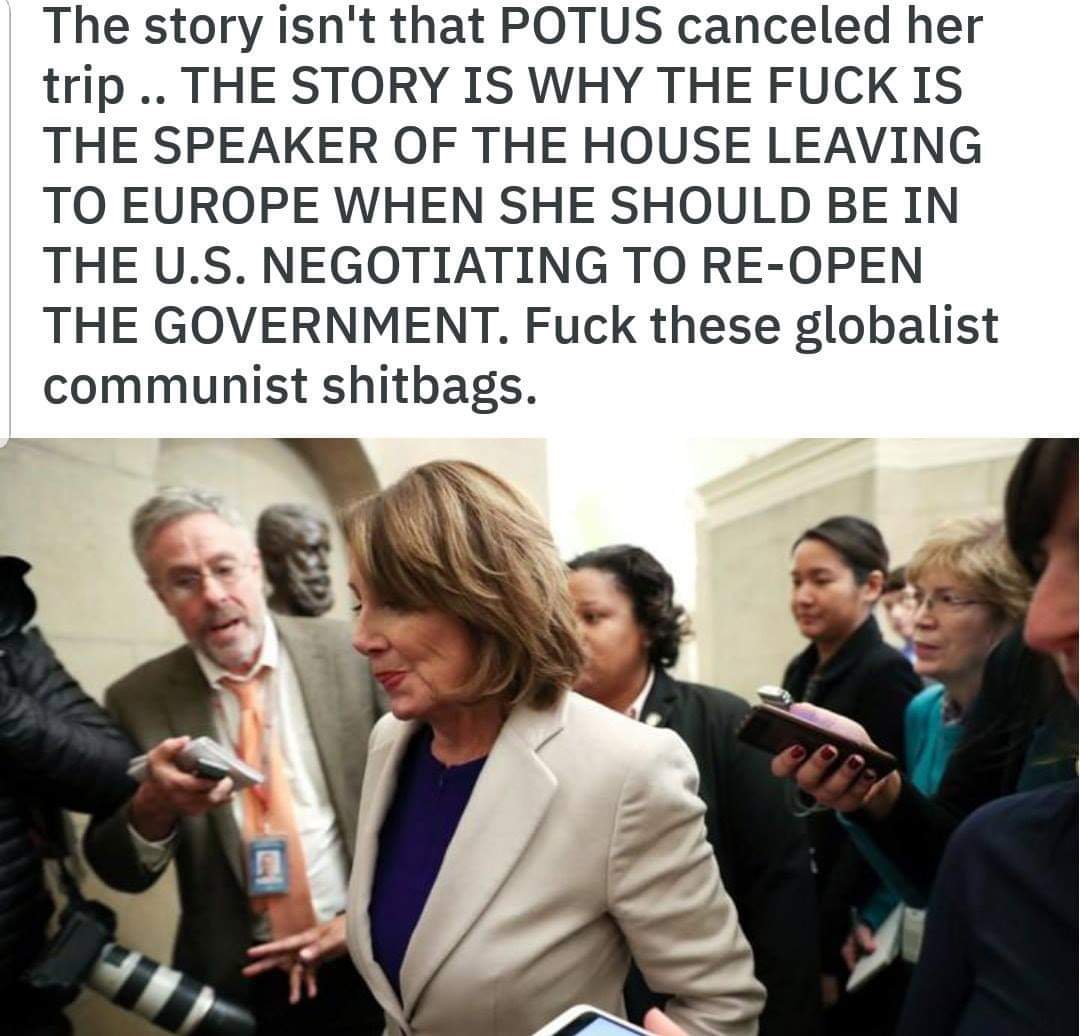 The story isn't that POTUS canceled her
trip .. THE STORY IS WHY THE FUCK IS
THE SPEAKER OF THE HOUSE LEAVING
TO EUROPE WHEN SHE SHOULD BE IN
THE U.S. NEGOTIATING TO RE-OPEN
THE GOVERNMENT. Fuck these globalist
communist shitbags.